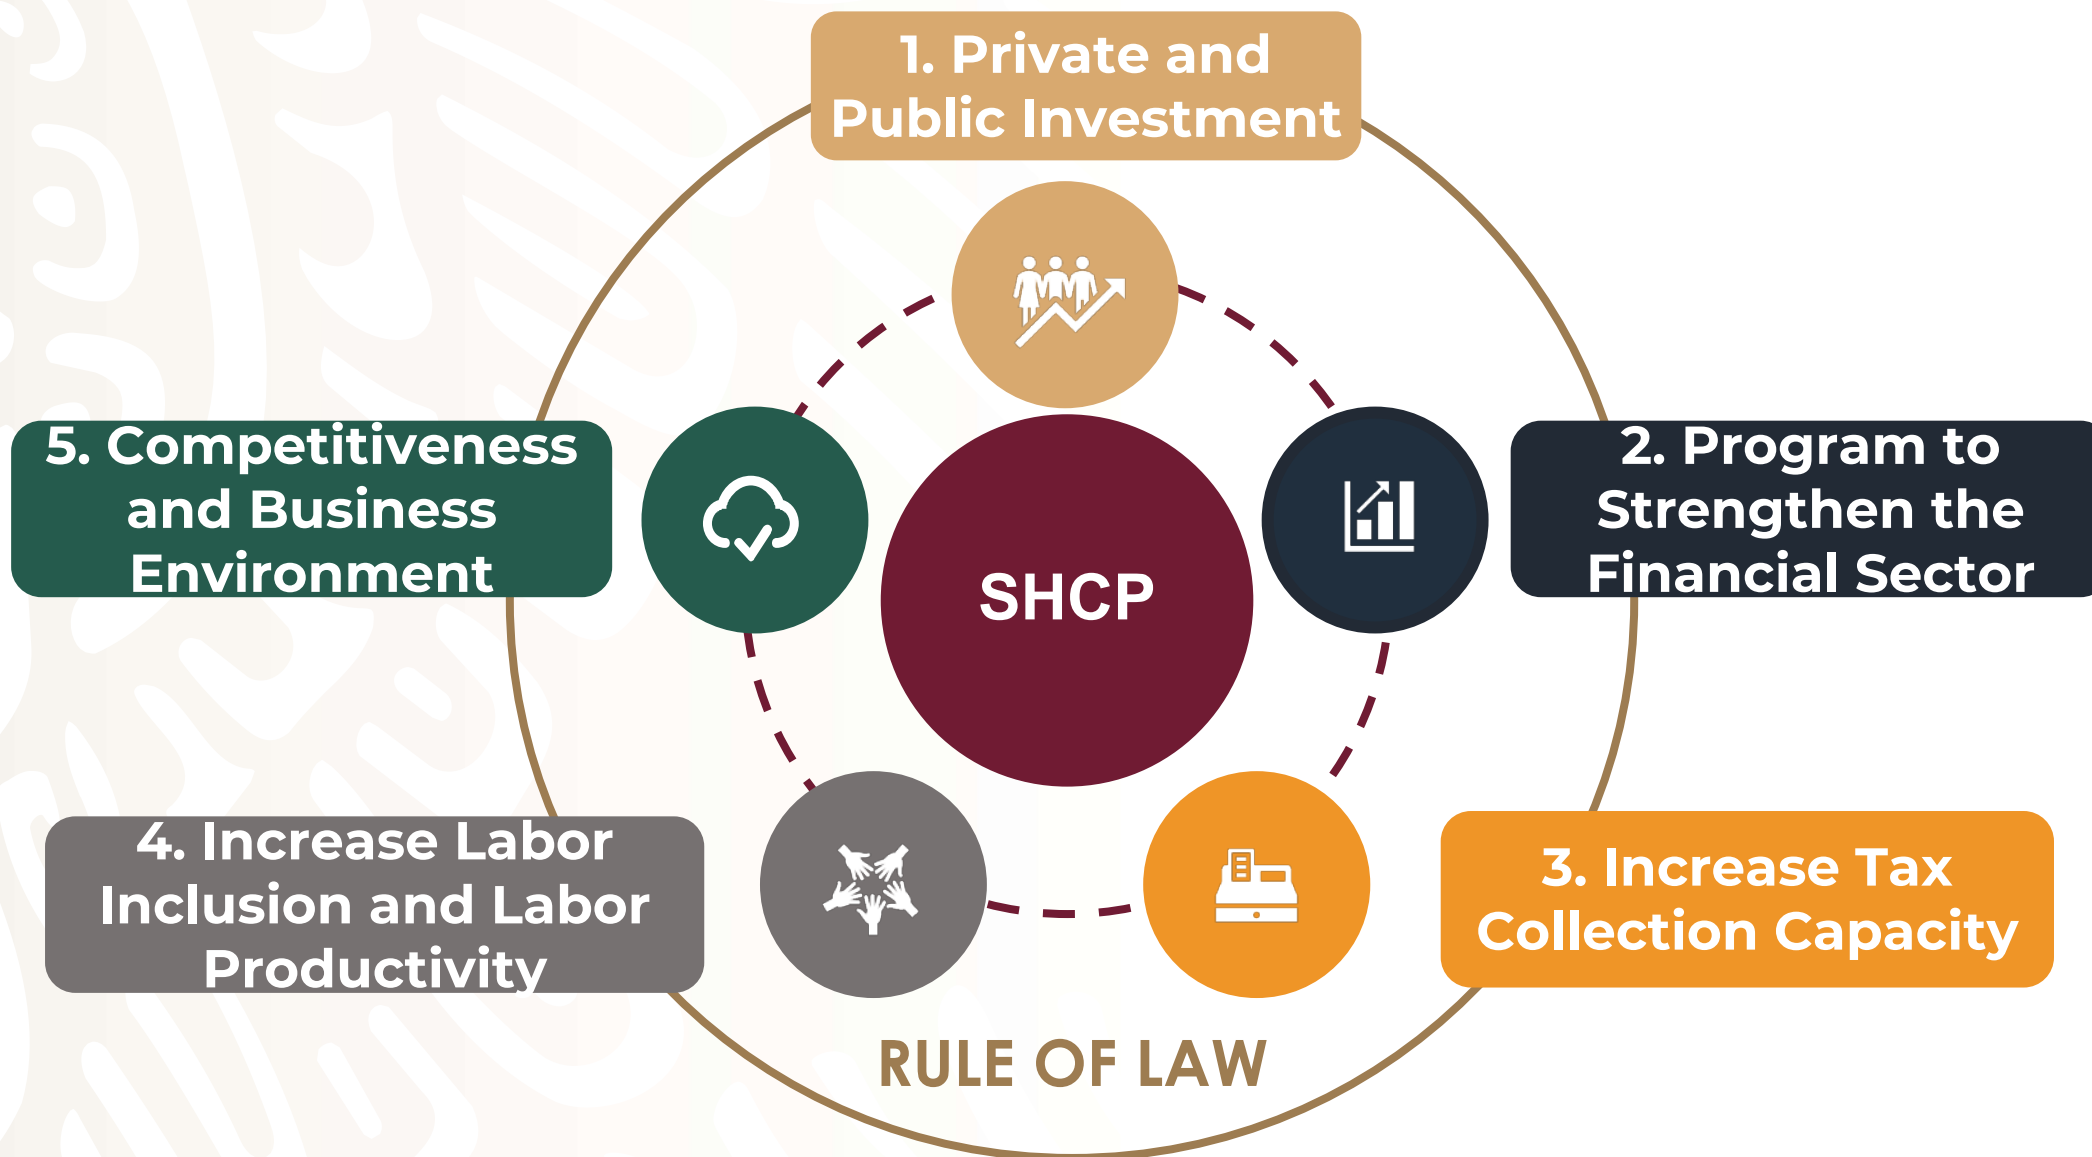 1. Private and
Public Investment
2. Program to
Strengthen the
Financial Sector
3. Increase Tax
Collection Capacity
4. Increase Labor
Inclusion and Labor
Productivity
5. Competitiveness
and Business
Environment
SHCP
RULE OF LAW